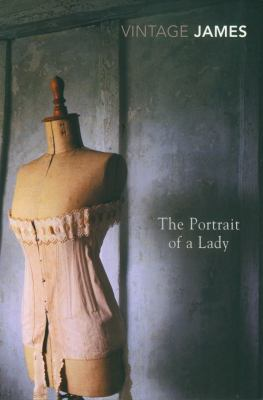 VINTAGE JAMES
The Portrait
of a Lady